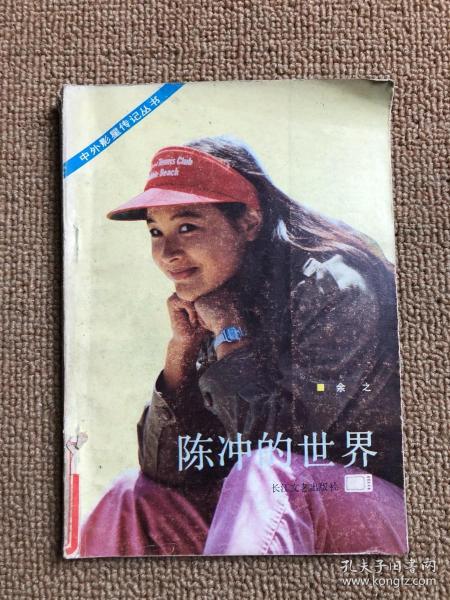 中外影星传记丛书
Tennis Club
Beach
余之
陈冲的世界
长江文艺出版社
孔夫子旧书网
www.kongfz.com